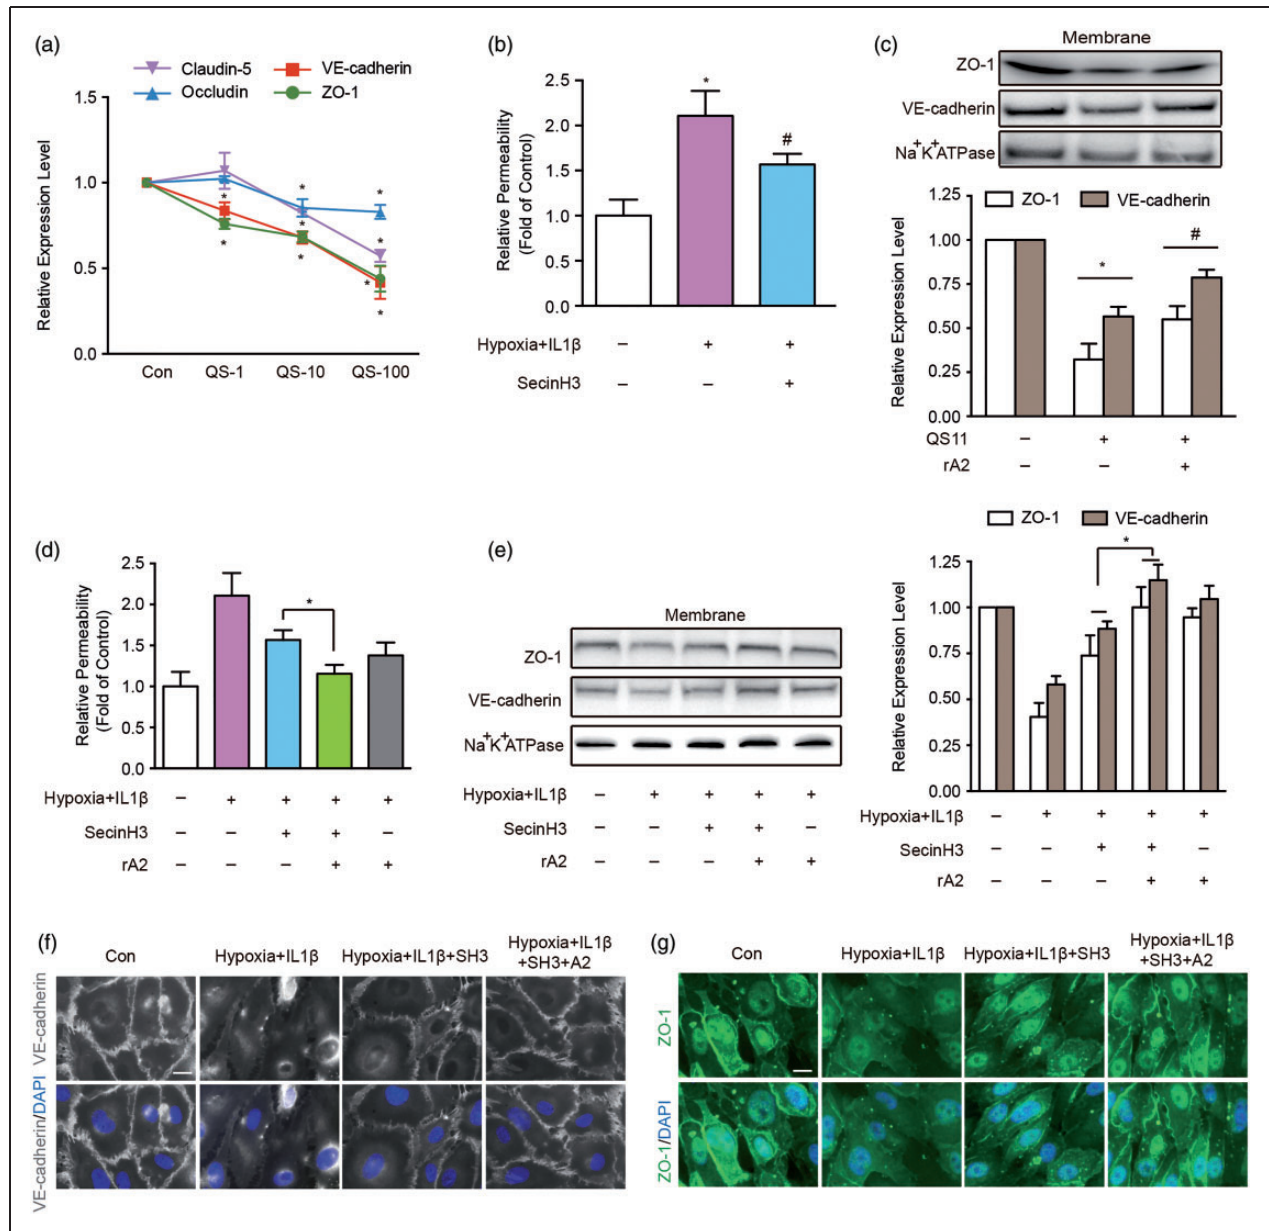 (a)
Claudin-5
VE-cadherin
Occludin
ZO-1
Relative Expression Level
1.5
1.0
0.5
0.0
* * * * * * * * *
Con QS-1 QS-10 QS-100
(b)
Relative Permeability
(Fold of Control)
2.5
2.0
1.5
1.0
0.5
0.0
* #
Hypoxia+IL1β – + +
SecinH3 – – +
(c)
Membrane
ZO-1
VE-cadherin
Na+K+ATPase
ZO-1 VE-cadherin
Relative Expression Level
1.00
0.75
0.50
0.25
0.00
* #
QS11 – + +
rA2 – – +
(d)
Relative Permeability
(Fold of Control)
2.5
2.0
1.5
1.0
0.5
0.0
*
Hypoxia+IL1β – + + + +
SecinH3 – – + + –
rA2 – – – + +
(e)
Membrane
ZO-1
VE-cadherin
Na+K+ATPase
Hypoxia+IL1β – + + + +
SecinH3 – – + + –
rA2 – – – + +
ZO-1 VE-cadherin
Relative Expression Level
1.25
1.00
0.75
0.50
0.25
0.00
*
Hypoxia+IL1β – + + + +
SecinH3 – – + + –
rA2 – – – + +
(f)
Con Hypoxia+IL1β Hypoxia+IL1β+SH3 Hypoxia+IL1β
+SH3+A2
VE-cadherin
VE-cadherin/DAPI
(g)
Con Hypoxia+IL1β Hypoxia+IL1β+SH3 Hypoxia+IL1β
+SH3+A2
ZO-1
ZO-1/DAPI